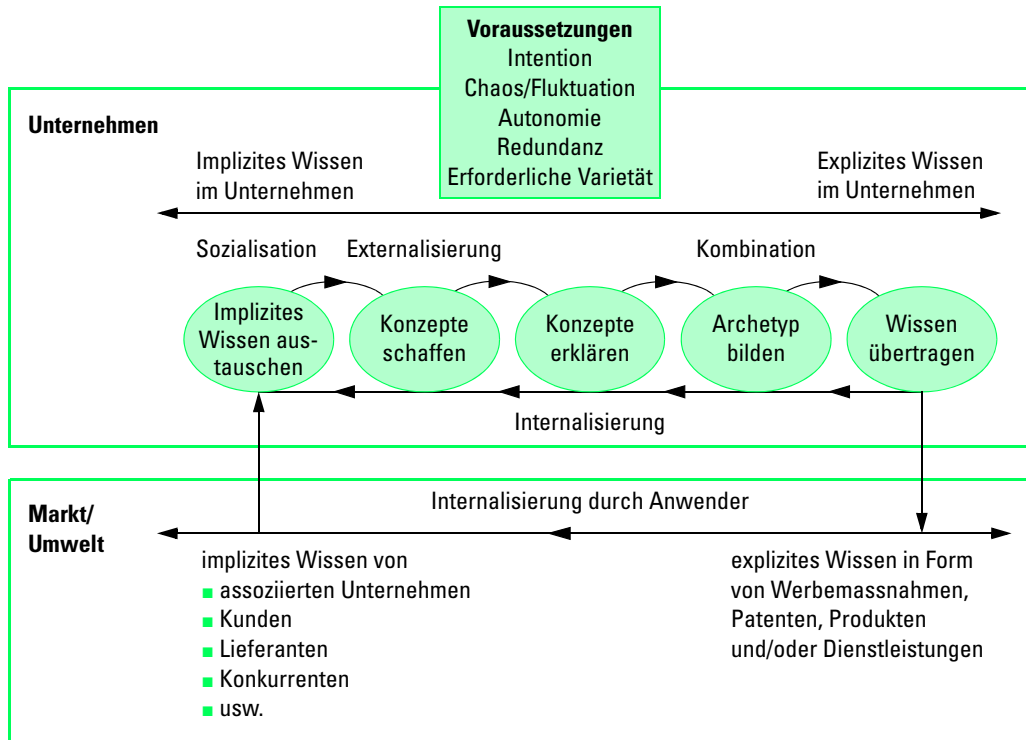 Voraussetzungen
Intention
Chaos/Fluktuation
Autonomie
Redundanz
Erforderliche Varietät
Unternehmen
Implizites Wissen
im Unternehmen
Explizites Wissen
im Unternehmen
Sozialisation
Externalisierung
Kombination
Implizites
Wissen aus-
tauschen
Konzepte
schaffen
Konzepte
erklären
Archetyp
bilden
Wissen
übertragen
Internalisierung
Markt/
Umwelt
Internalisierung durch Anwender
implizites Wissen von
■ assoziierten Unternehmen
■ Kunden
■ Lieferanten
■ Konkurrenten
■ usw.
explizites Wissen in Form
von Werbemassnahmen,
Patenten, Produkten
und/oder Dienstleistungen